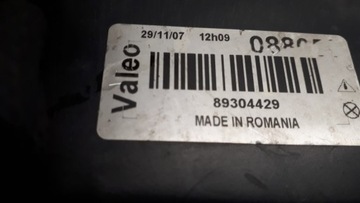 Valeo
29/11/07 12h09
89304429
MADE IN ROMANIA